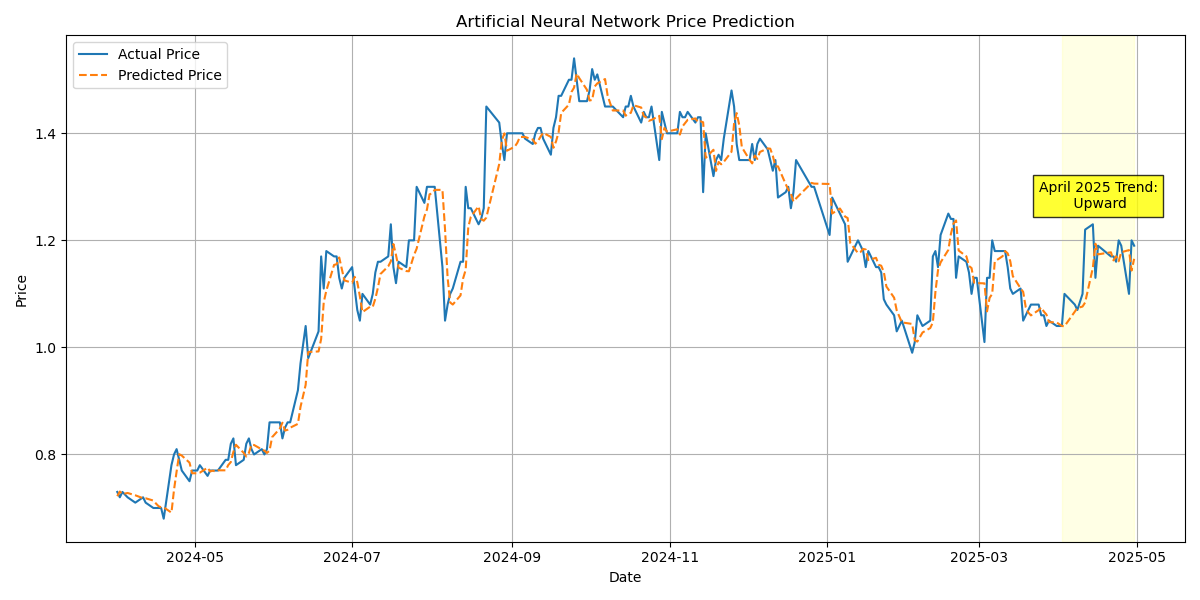 Artificial Neural Network Price Prediction
Actual Price
Predicted Price
April 2025 Trend:
Upward
Price
1.4
1.2
1.0
0.8
2024-05
2024-07
2024-09
2024-11
2025-01
2025-03
2025-05
Date